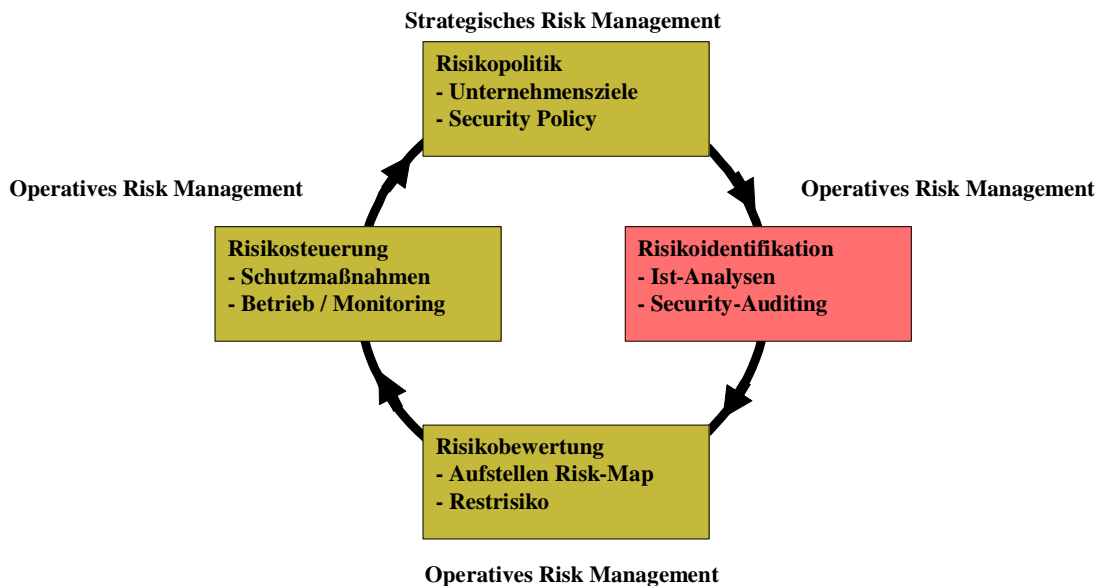 Strategisches Risk Management
Risikopolitik
- Unternehmensziele
- Security Policy
Operatives Risk Management
Operatives Risk Management
Risikosteuerung
- Schutzmaßnahmen
- Betrieb / Monitoring
Risikoidentifikation
- Ist-Analysen
- Security-Auditing
Risikobewertung
- Aufstellen Risk-Map
- Restrisiko
Operatives Risk Management